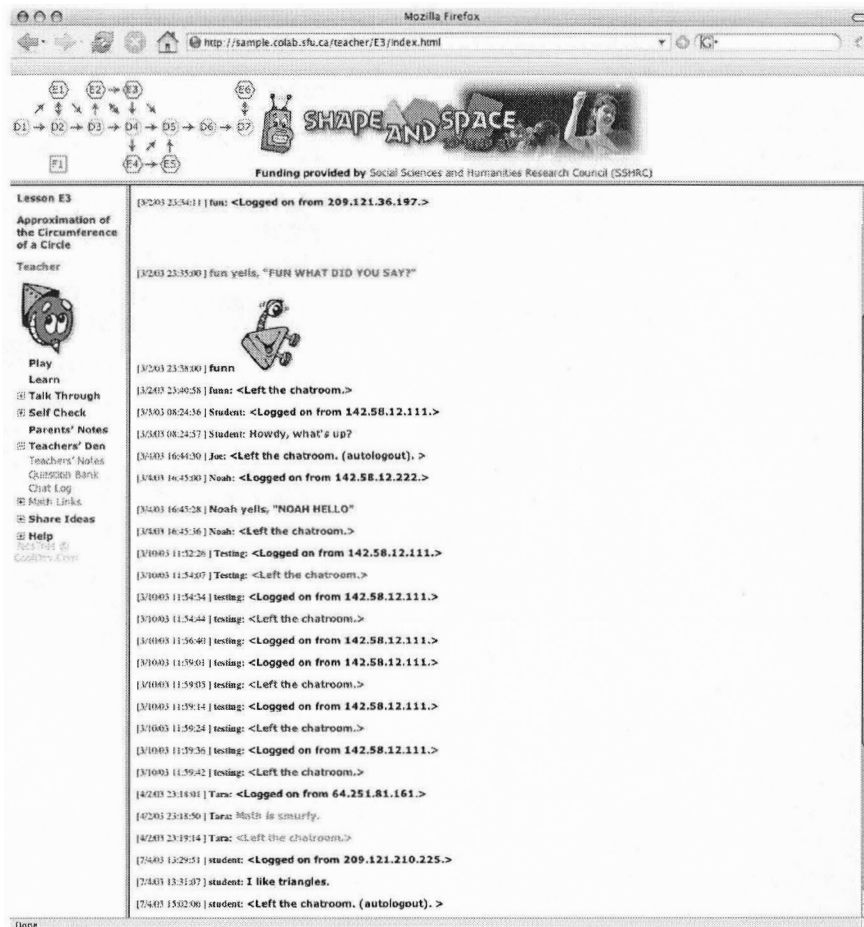 Mozilla Firefox
http://sample.colab.sfu.ca/teacher/E3/index.html
E1 E2 E3 E6
D1 D2 D3 D4 D5 D6 D7
F1 E4 E5
SHAPE AND SPACE
Funding provided by Social Sciences and Humanities Research Council (SSHRC)
Lesson E3
Approximation of
the Circumference
of a Circle
Teacher
Play
Learn
Talk Through
Self Check
Parents' Notes
Teachers' Den
Teachers' Notes
Question Bank
Chat Log
Math Links
Share Ideas
Help
CoolDev.Com
[3/2/03 23:34:11] fun: <Logged on from 209.121.36.197.>
[3/2/03 23:35:00] fun yells, "FUN WHAT DID YOU SAY?"
[3/2/03 23:38:00] funn
[3/2/03 23:40:58] funn: <Left the chatroom.>
[3/3/03 08:24:36] Student: <Logged on from 142.58.12.111.>
[3/3/03 08:24:57] Student: Howdy, what's up?
[3/4/03 16:44:30] Joe: <Left the chatroom. (autologout). >
[3/4/03 16:45:00] Noah: <Logged on from 142.58.12.222.>
[3/4/03 16:45:28] Noah yells, "NOAH HELLO"
[3/4/03 16:45:36] Noah: <Left the chatroom.>
[3/10/03 11:52:26] Testing: <Logged on from 142.58.12.111.>
[3/10/03 11:54:07] Testing: <Left the chatroom.>
[3/10/03 11:54:34] testing: <Logged on from 142.58.12.111.>
[3/10/03 11:54:44] testing: <Left the chatroom.>
[3/10/03 11:56:40] testing: <Logged on from 142.58.12.111.>
[3/10/03 11:59:01] testing: <Logged on from 142.58.12.111.>
[3/10/03 11:59:05] testing: <Left the chatroom.>
[3/10/03 11:59:14] testing: <Logged on from 142.58.12.111.>
[3/10/03 11:59:24] testing: <Left the chatroom.>
[3/10/03 11:59:36] testing: <Logged on from 142.58.12.111.>
[3/10/03 11:59:42] testing: <Left the chatroom.>
[4/2/03 23:18:01] Tara: <Logged on from 64.251.81.161.>
[4/2/03 23:18:50] Tara: Math is smurfy.
[4/2/03 23:19:14] Tara: <Left the chatroom.>
[7/4/03 13:29:51] student: <Logged on from 209.121.210.225.>
[7/4/03 13:31:07] student: I like triangles.
[7/4/03 15:02:06] student: <Left the chatroom. (autologout). >
Done